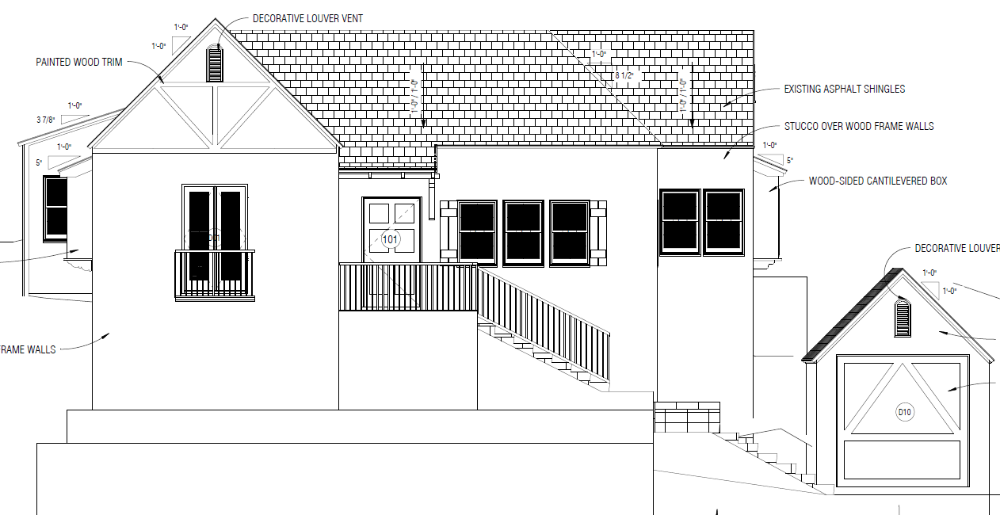 DECORATIVE LOUVER VENT
1'-0"
1'-0"
PAINTED WOOD TRIM
1'-0"
8 1/2"
1'-0" / 1'-0"
1'-0" / 1'-0"
EXISTING ASPHALT SHINGLES
1'-0"
3 7/8"
STUCCO OVER WOOD FRAME WALLS
1'-0"
5"
1'-0"
5"
WOOD-SIDED CANTILEVERED BOX
101
DECORATIVE LOUVER
1'-0"
1'-0"
FRAME WALLS
D10